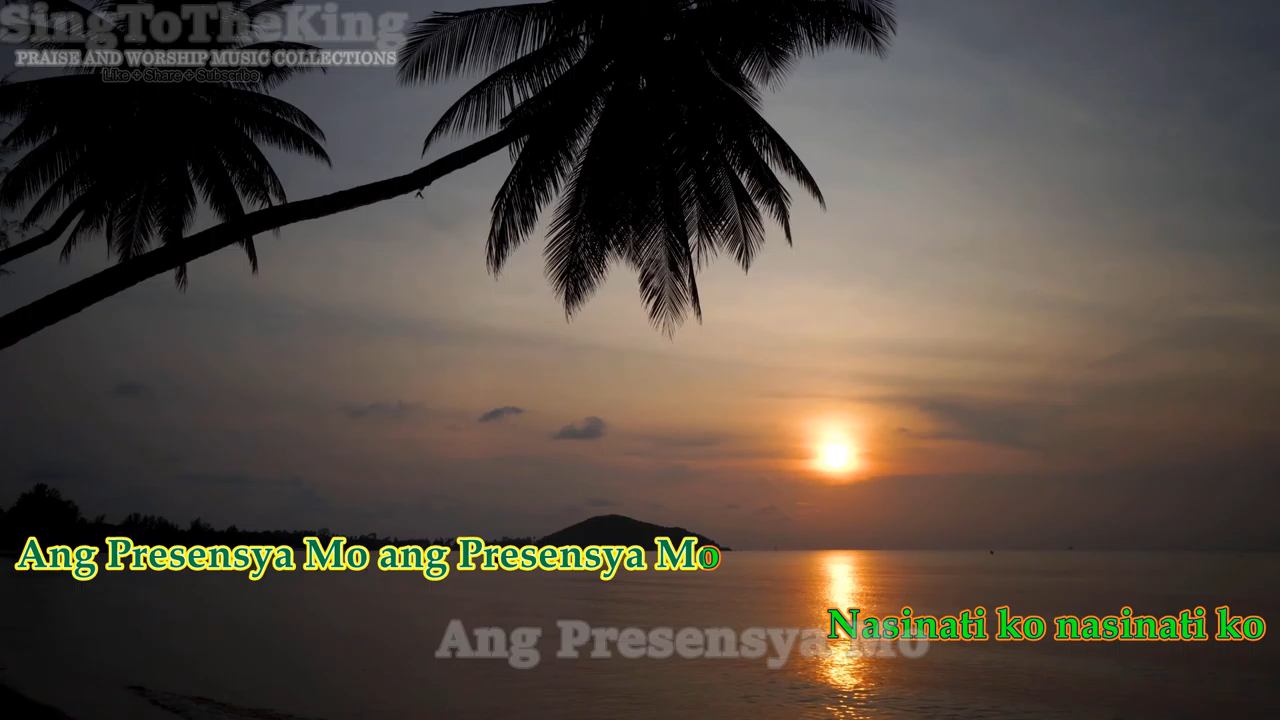 SingToTheKing
PRAISE AND WORSHIP MUSIC COLLECTIONS
Like + Share + Subscribe
Ang Presensya Mo ang Presensya Mo
Nasinati ko nasinati ko
Ang Presensya Mo